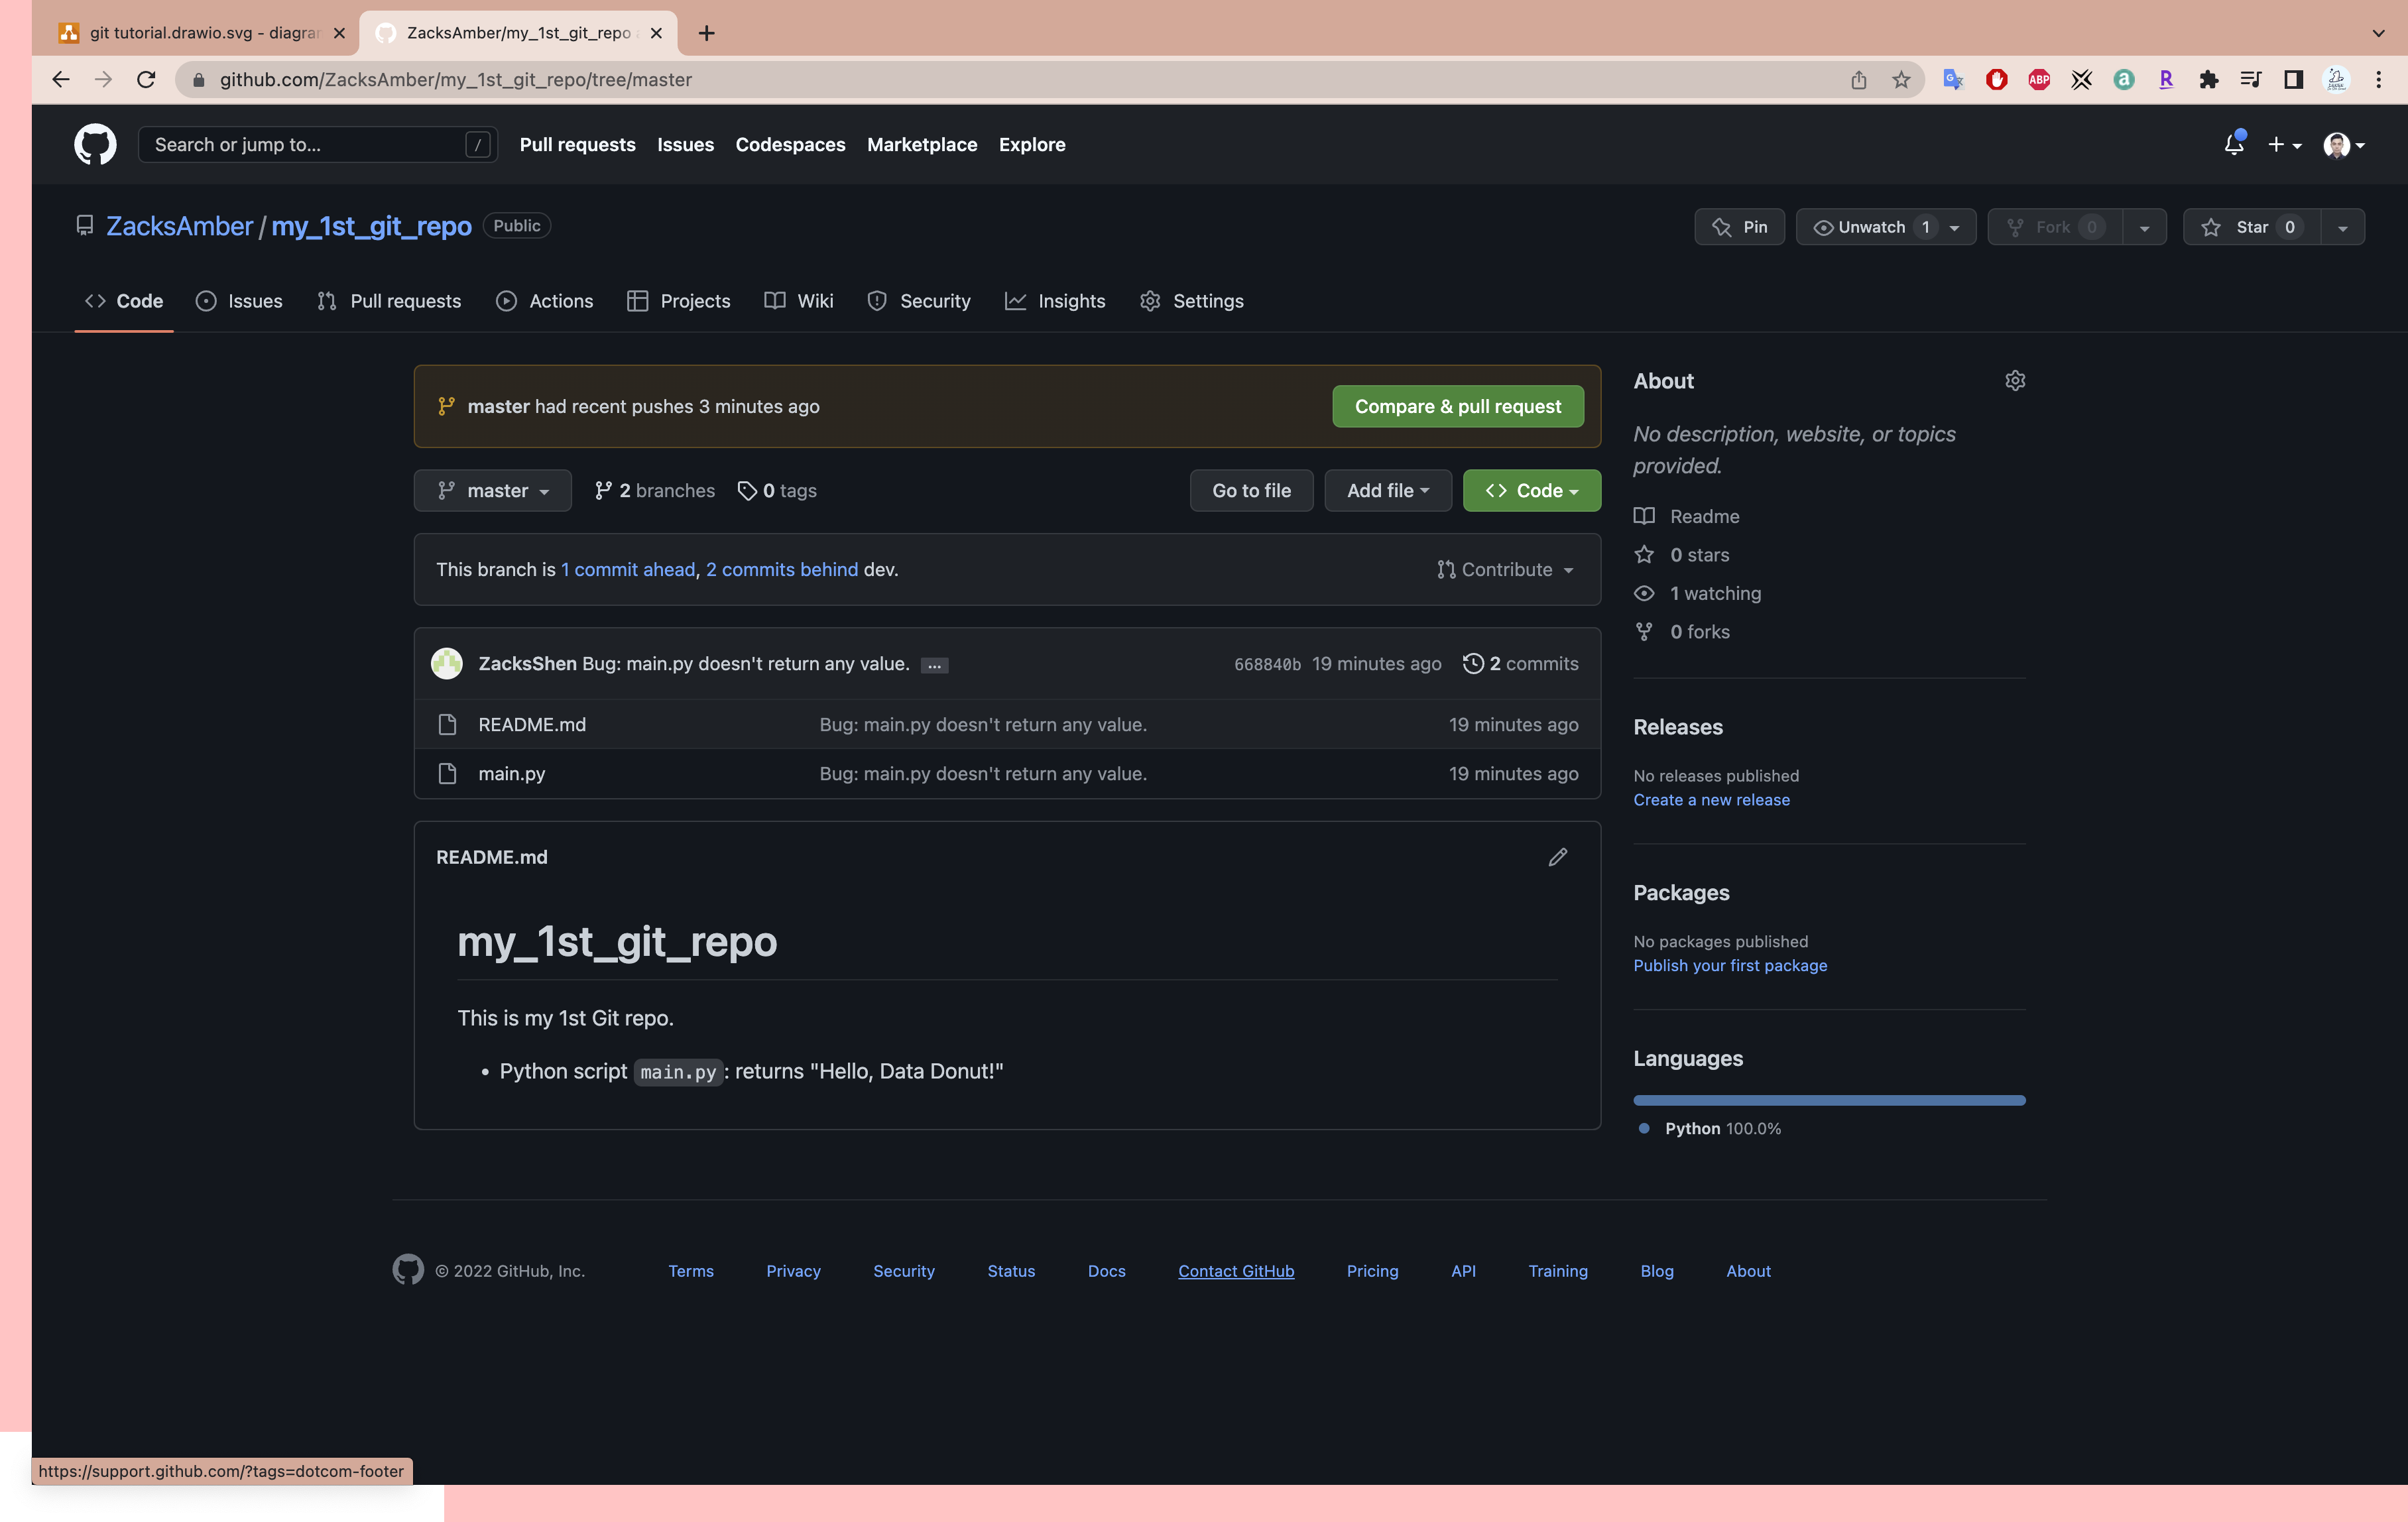 git tutorial.drawio.svg - diagram
ZacksAmber/my_1st_git_repo
github.com/ZacksAmber/my_1st_git_repo/tree/master
ABP
a
R
Search or jump to... /
Pull requests Issues Codespaces Marketplace Explore
ZacksAmber / my_1st_git_repo Public
Pin Unwatch 1 Fork 0 Star 0
Code Issues Pull requests Actions Projects Wiki Security Insights Settings
master had recent pushes 3 minutes ago Compare & pull request
master 2 branches 0 tags Go to file Add file Code
This branch is 1 commit ahead, 2 commits behind dev. Contribute
ZacksShen Bug: main.py doesn't return any value. ... 668840b 19 minutes ago 2 commits
README.md Bug: main.py doesn't return any value. 19 minutes ago
main.py Bug: main.py doesn't return any value. 19 minutes ago
README.md
my_1st_git_repo
This is my 1st Git repo.
• Python script main.py: returns "Hello, Data Donut!"
About
No description, website, or topics
provided.
Readme
0 stars
1 watching
0 forks
Releases
No releases published
Create a new release
Packages
No packages published
Publish your first package
Languages
Python 100.0%
© 2022 GitHub, Inc. Terms Privacy Security Status Docs Contact GitHub Pricing API Training Blog About
https://support.github.com/?tags=dotcom-footer